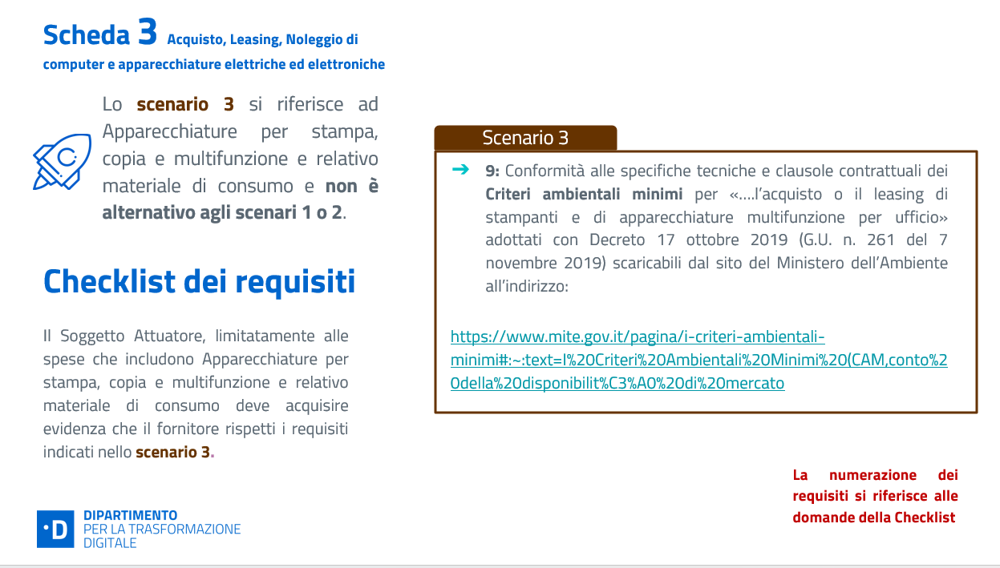 Scheda 3 Acquisto, Leasing, Noleggio di
computer e apparecchiature elettriche ed elettroniche
Lo scenario 3 si riferisce ad
Apparecchiature per stampa,
copia e multifunzione e relativo
materiale di consumo e non è
alternativo agli scenari 1 o 2.
Checklist dei requisiti
Il Soggetto Attuatore, limitatamente alle
spese che includono Apparecchiature per
stampa, copia e multifunzione e relativo
materiale di consumo deve acquisire
evidenza che il fornitore rispetti i requisiti
indicati nello scenario 3.
Scenario 3
➔ 9: Conformità alle specifiche tecniche e clausole contrattuali dei
Criteri ambientali minimi per «....l’acquisto o il leasing di
stampanti e di apparecchiature multifunzione per ufficio»
adottati con Decreto 17 ottobre 2019 (G.U. n. 261 del 7
novembre 2019) scaricabili dal sito del Ministero dell’Ambiente
all’indirizzo:
https://www.mite.gov.it/pagina/i-criteri-ambientali-
minimi#:~:text=I%20Criteri%20Ambientali%20Minimi%20(CAM,conto%2
0della%20disponibilit%C3%A0%20di%20mercato
La numerazione dei
requisiti si riferisce alle
domande della Checklist
·D
DIPARTIMENTO
PER LA TRASFORMAZIONE
DIGITALE